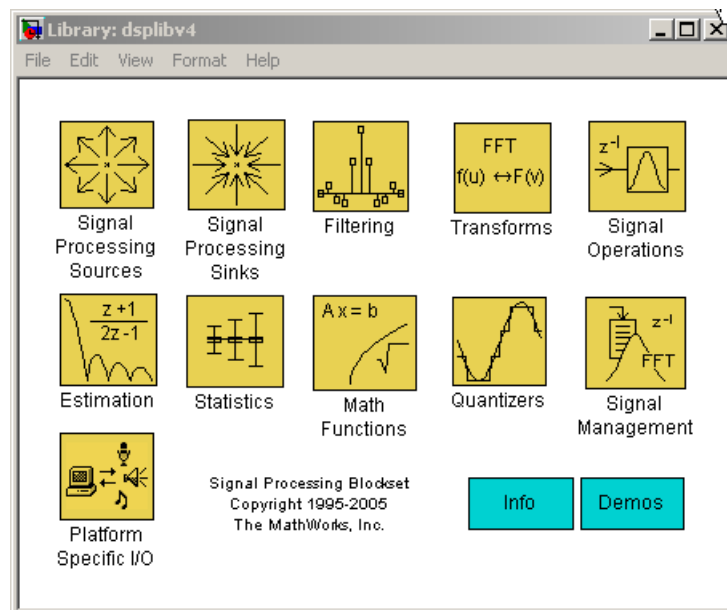 Library: dsplibv4
File Edit View Format Help
FFT
f(u) ↔F(v)
z-1
Signal Processing Sources
Signal Processing Sinks
Filtering
Transforms
Signal Operations
z+1
2z-1
Ax = b
√
z-1
FFT
Estimation
Statistics
Math Functions
Quantizers
Signal Management
Signal Processing Blockset
Copyright 1995-2005
The MathWorks, Inc.
Info
Demos
Platform Specific I/O